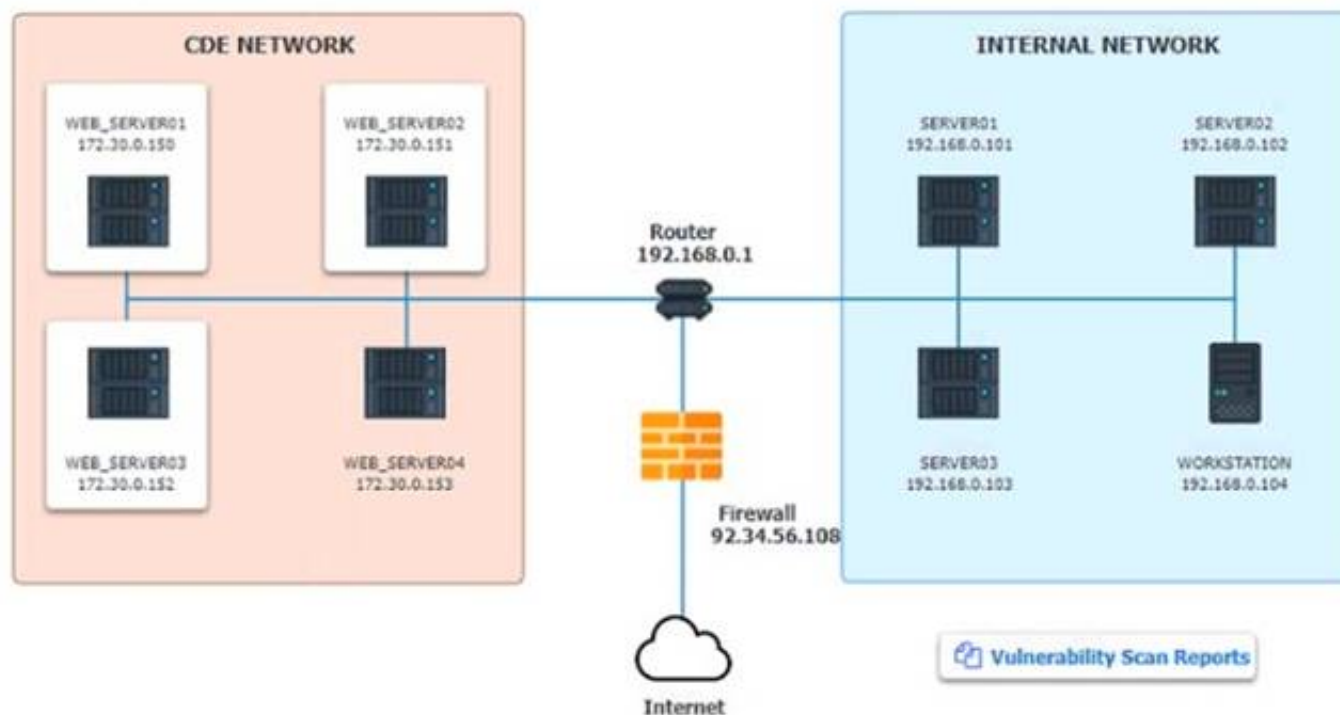 CDE NETWORK
WEB_SERVER01
172.30.0.150
WEB_SERVER02
172.30.0.151
WEB_SERVER03
172.30.0.152
WEB_SERVER04
172.30.0.153
Router
192.168.0.1
Firewall
92.34.56.108
Internet
INTERNAL NETWORK
SERVER01
192.168.0.101
SERVER02
192.168.0.102
SERVER03
192.168.0.103
WORKSTATION
192.168.0.104
Vulnerability Scan Reports